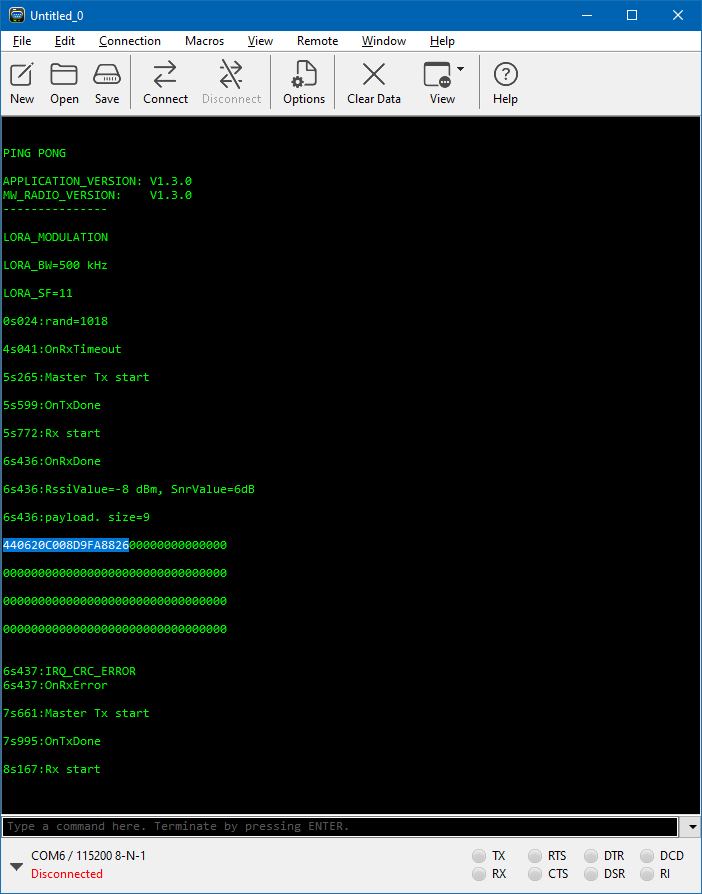 Untitled_0
File Edit Connection Macros View Remote Window Help
New Open Save Connect Disconnect Options Clear Data View Help
PING PONG
APPLICATION_VERSION: V1.3.0
MW_RADIO_VERSION:    V1.3.0
---------------
LORA_MODULATION
LORA_BW=500 kHz
LORA_SF=11
0s024:rand=1018
4s041:OnRxTimeout
5s265:Master Tx start
5s599:OnTxDone
5s772:Rx start
6s436:OnRxDone
6s436:RssiValue=-8 dBm, SnrValue=6dB
6s436:payload. size=9
440620C008D9FA882600000000000000
00000000000000000000000000000000
00000000000000000000000000000000
00000000000000000000000000000000
6s437:IRQ_CRC_ERROR
6s437:OnRxError
7s661:Master Tx start
7s995:OnTxDone
8s167:Rx start
Type a command here. Terminate by pressing ENTER.
COM6 / 115200 8-N-1 TX RTS DTR DCD
Disconnected RX CTS DSR RI